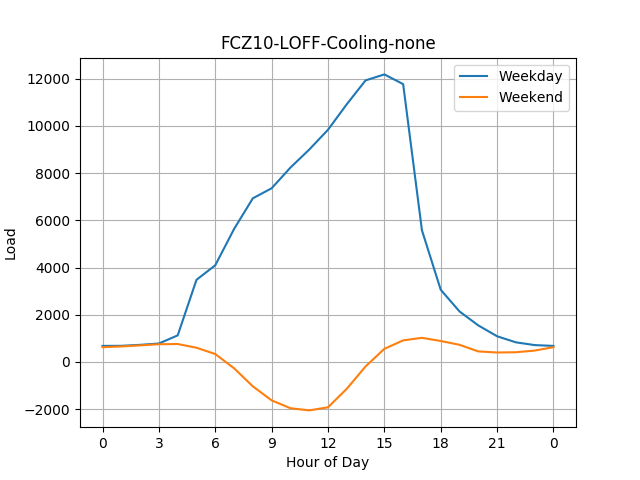 FCZ10-LOFF-Cooling-none
Weekday
Weekend
12000
10000
8000
6000
4000
2000
0
−2000
Load
0 3 6 9 12 15 18 21 0
Hour of Day